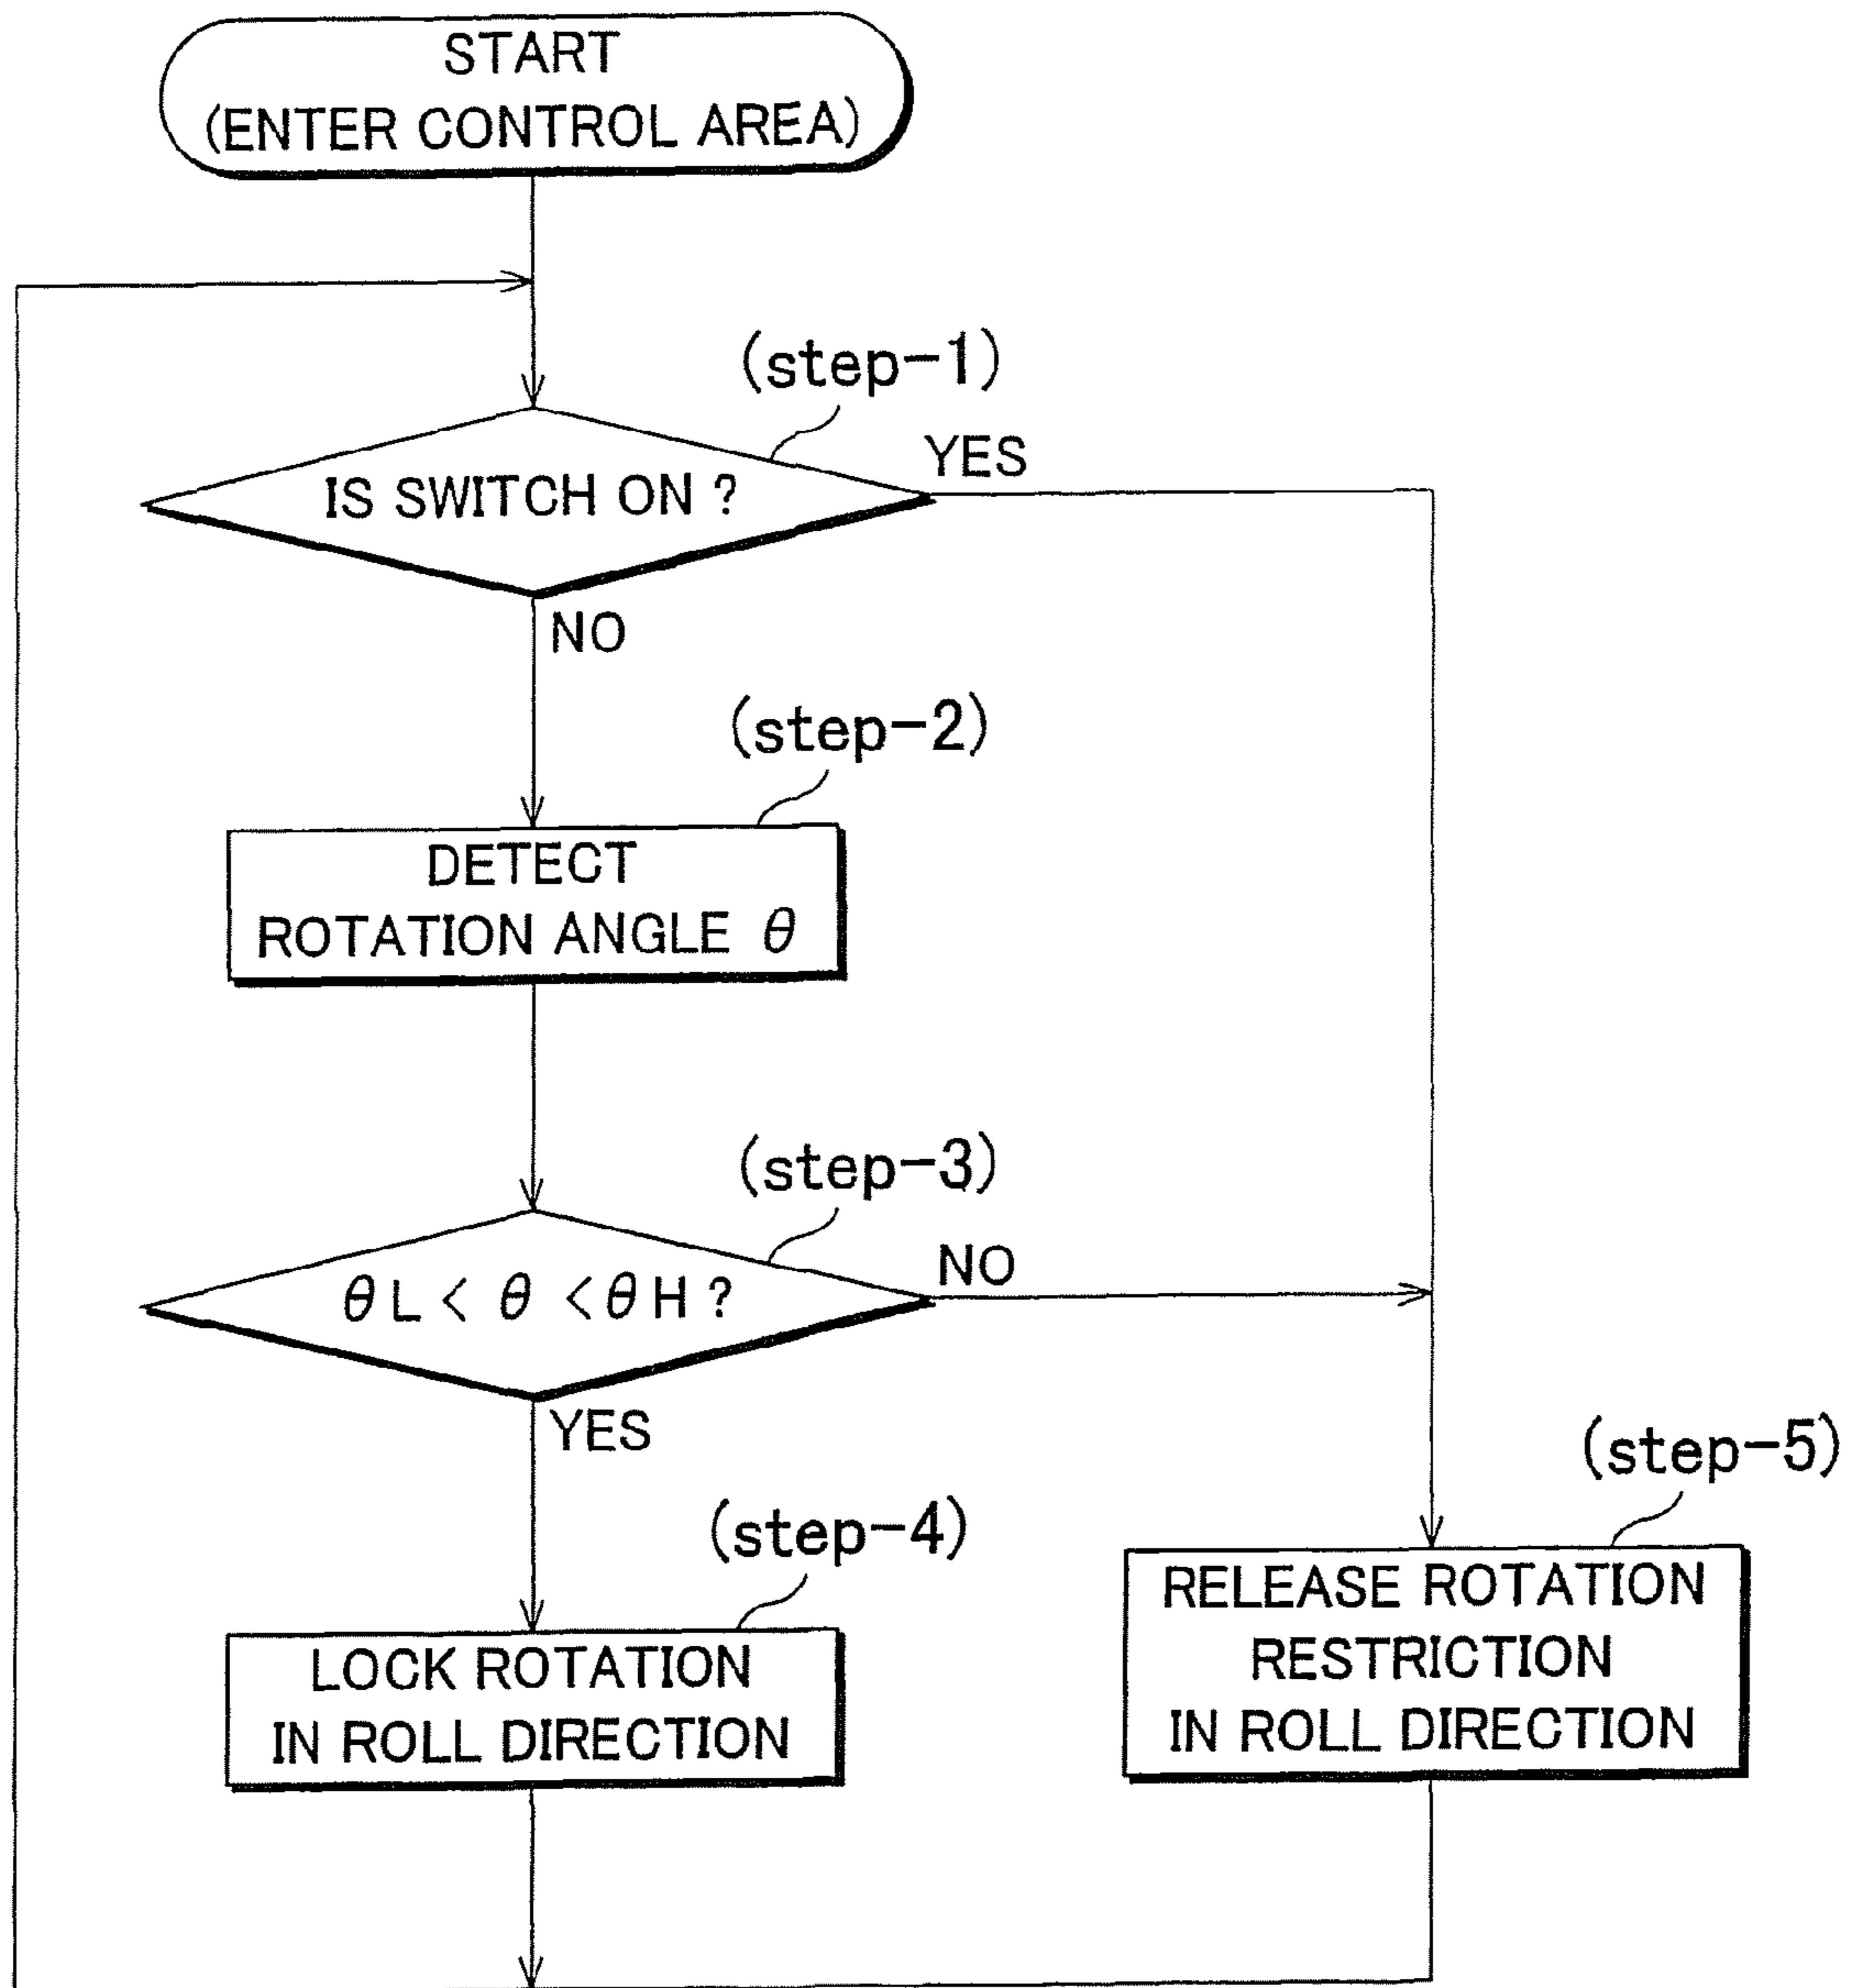 START
(ENTER CONTROL AREA)
(step-1)
IS SWITCH ON ?
YES
NO
(step-2)
DETECT
ROTATION ANGLE θ
(step-3)
θL < θ <θH ?
NO
YES
(step-4)
LOCK ROTATION
IN ROLL DIRECTION
(step-5)
RELEASE ROTATION
RESTRICTION
IN ROLL DIRECTION